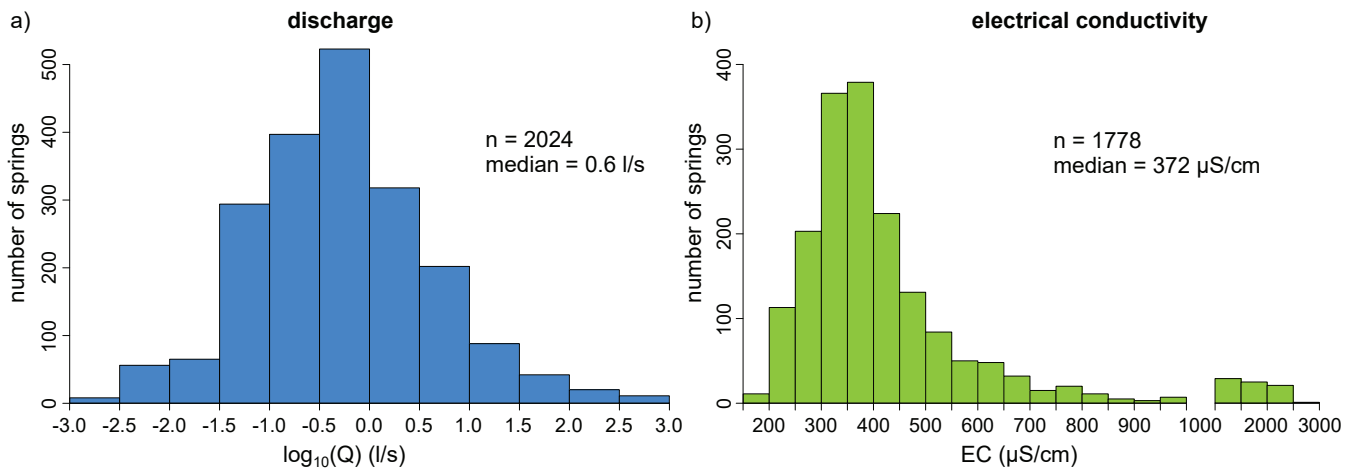 a) discharge
number of springs
500
400
300
200
100
0
n = 2024
median = 0.6 l/s
-3.0 -2.5 -2.0 -1.5 -1.0 -0.5 0.0 0.5 1.0 1.5 2.0 2.5 3.0
log₁₀(Q) (l/s)
b) electrical conductivity
number of springs
400
300
200
100
0
n = 1778
median = 372 µS/cm
200 300 400 500 600 700 800 900 1000 2000 3000
EC (µS/cm)